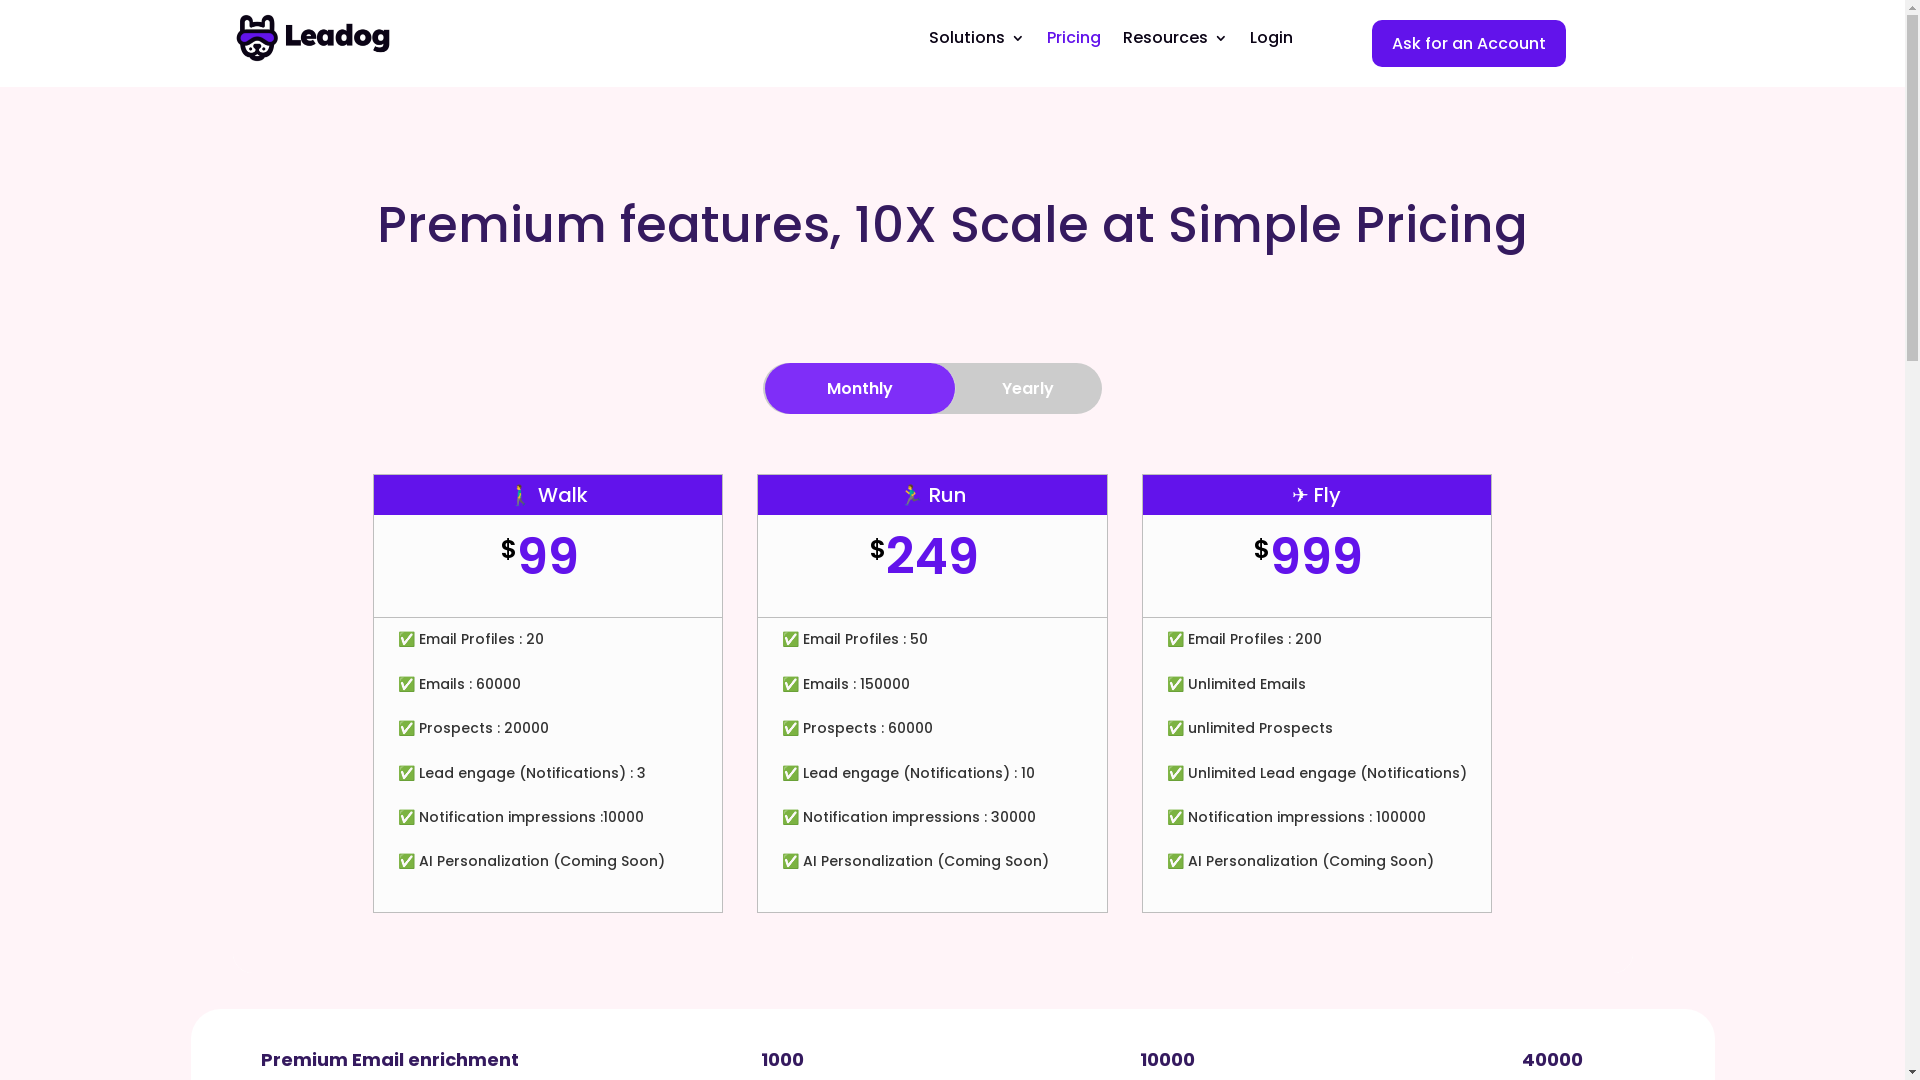 Leadog
Solutions
Pricing
Resources
Login
Ask for an Account
Premium features, 10X Scale at Simple Pricing
Monthly
Yearly
🚶‍♂️ Walk
$99
✅ Email Profiles : 20
✅ Emails : 60000
✅ Prospects : 20000
✅ Lead engage (Notifications) : 3
✅ Notification impressions :10000
✅ AI Personalization (Coming Soon)
🏃‍♂️ Run
$249
✅ Email Profiles : 50
✅ Emails : 150000
✅ Prospects : 60000
✅ Lead engage (Notifications) : 10
✅ Notification impressions : 30000
✅ AI Personalization (Coming Soon)
✈ Fly
$999
✅ Email Profiles : 200
✅ Unlimited Emails
✅ unlimited Prospects
✅ Unlimited Lead engage (Notifications)
✅ Notification impressions : 100000
✅ AI Personalization (Coming Soon)
Premium Email enrichment
1000
10000
40000